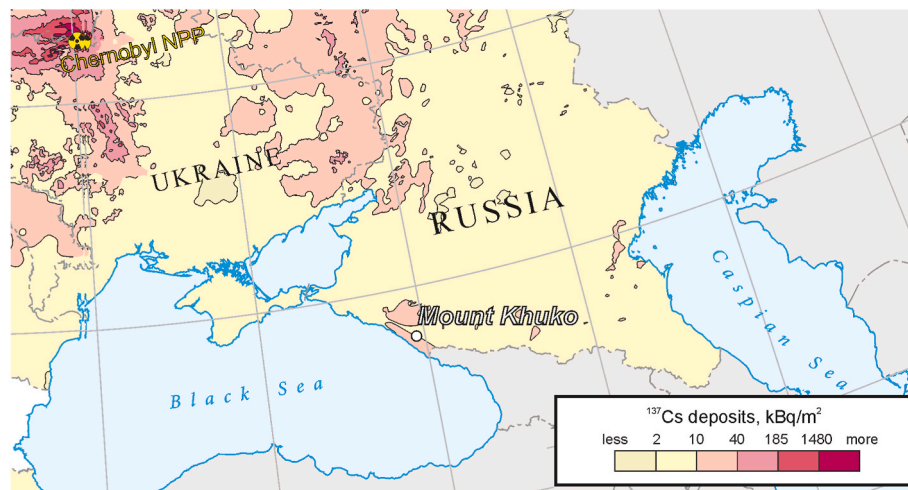 Chernobyl NPP
UKRAINE
RUSSIA
Mount Khuko
Caspian Sea
Black Sea
¹³⁷Cs deposits, kBq/m²
less 2 10 40 185 1480 more